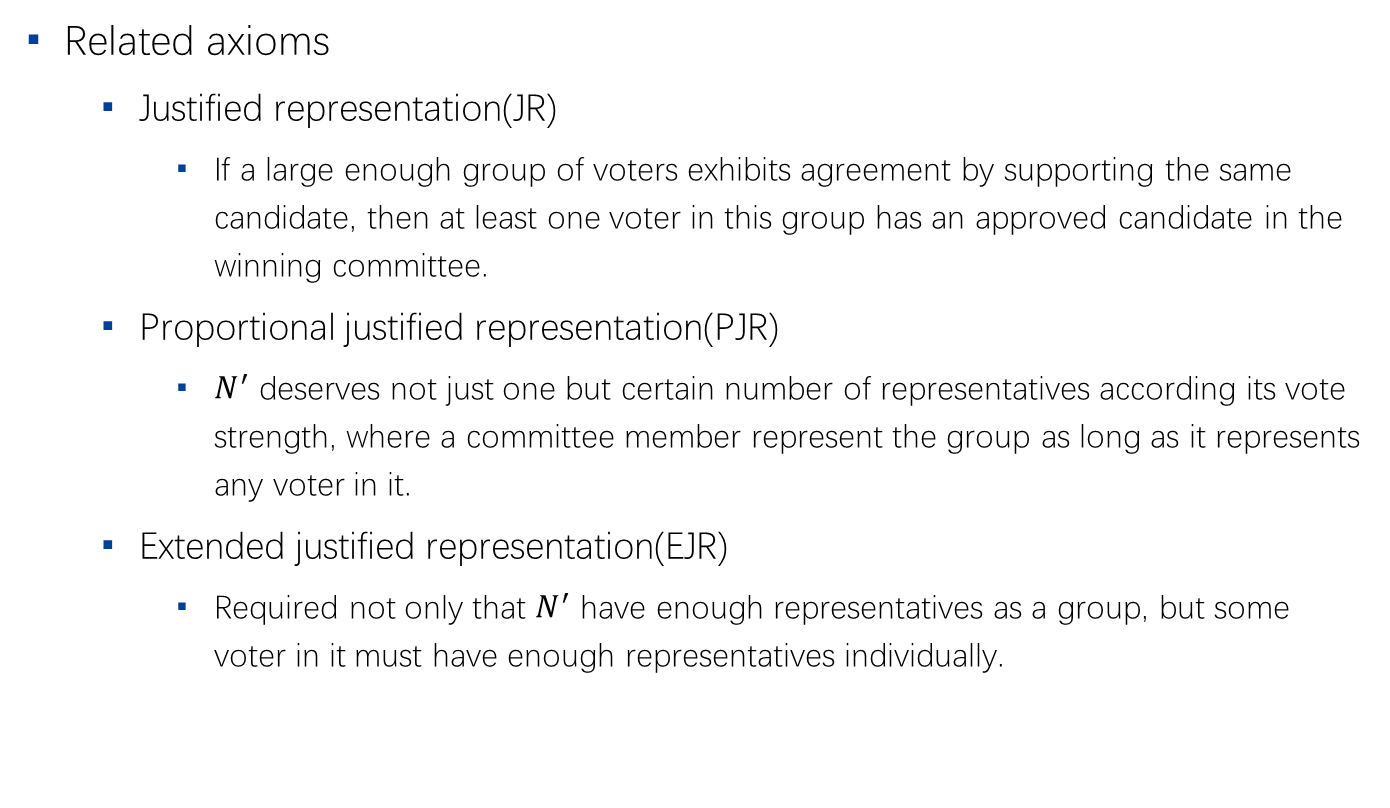 Related axioms
Justified representation(JR)
If a large enough group of voters exhibits agreement by supporting the same
candidate, then at least one voter in this group has an approved candidate in the
winning committee.
Proportional justified representation(PJR)
N′ deserves not just one but certain number of representatives according its vote
strength, where a committee member represent the group as long as it represents
any voter in it.
Extended justified representation(EJR)
Required not only that N′ have enough representatives as a group, but some
voter in it must have enough representatives individually.